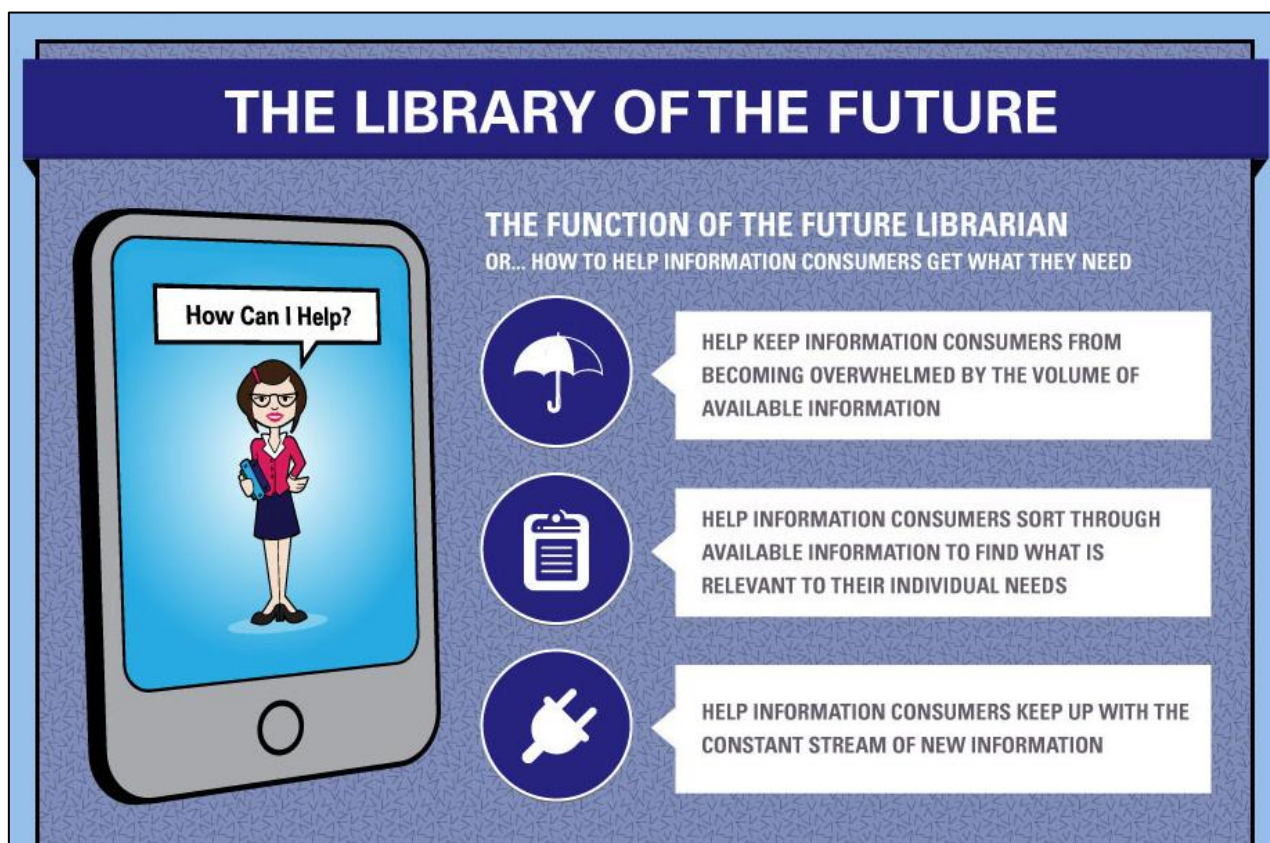 THE LIBRARY OF THE FUTURE
How Can I Help?
THE FUNCTION OF THE FUTURE LIBRARIAN
OR... HOW TO HELP INFORMATION CONSUMERS GET WHAT THEY NEED
HELP KEEP INFORMATION CONSUMERS FROM
BECOMING OVERWHELMED BY THE VOLUME OF
AVAILABLE INFORMATION
HELP INFORMATION CONSUMERS SORT THROUGH
AVAILABLE INFORMATION TO FIND WHAT IS
RELEVANT TO THEIR INDIVIDUAL NEEDS
HELP INFORMATION CONSUMERS KEEP UP WITH THE
CONSTANT STREAM OF NEW INFORMATION